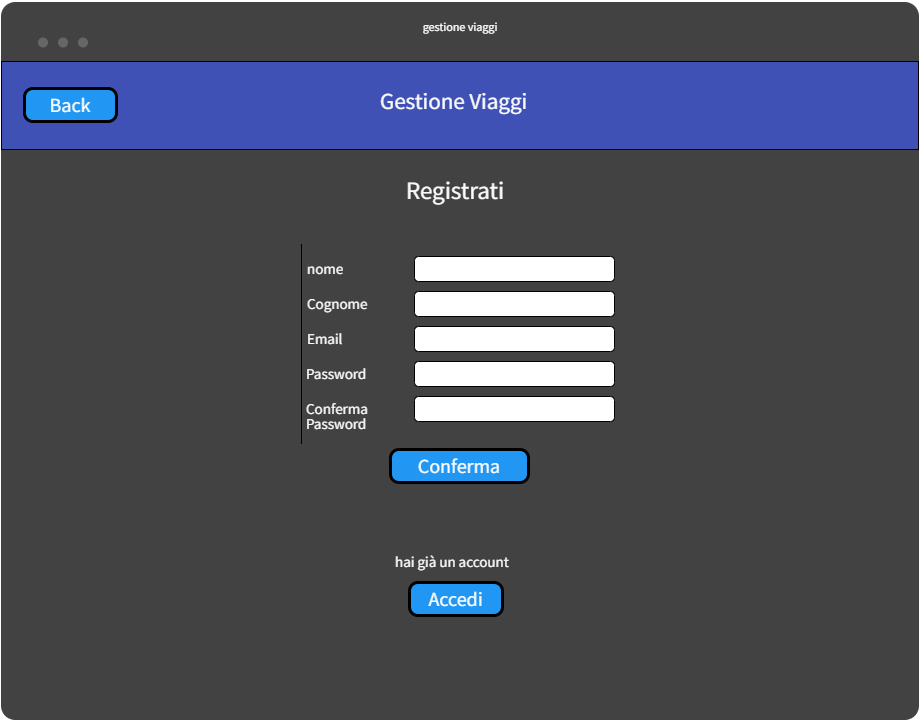 gestione viaggi
Back
Gestione Viaggi
Registrati
nome
Cognome
Email
Password
Conferma
Password
Conferma
hai già un account
Accedi